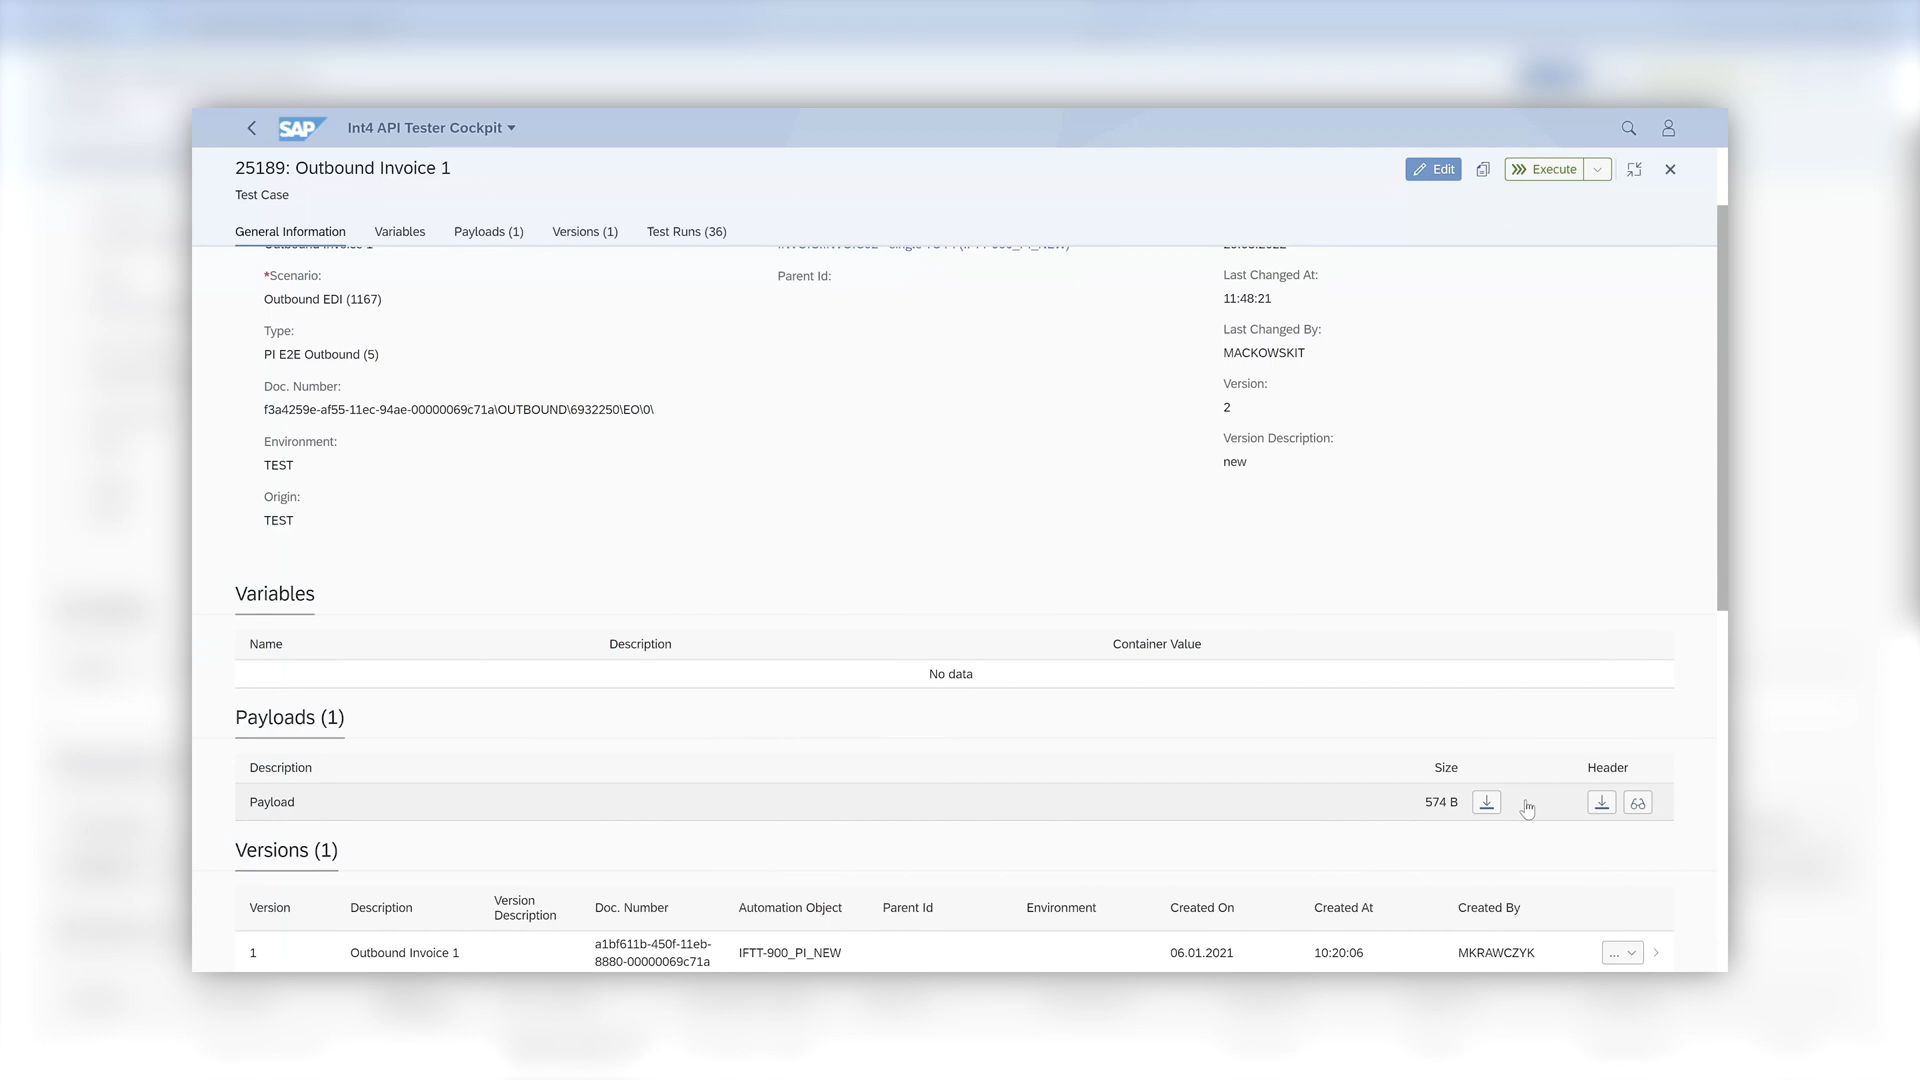 SAP Int4 API Tester Cockpit
25189: Outbound Invoice 1
Edit
Execute
Test Case
General Information Variables Payloads (1) Versions (1) Test Runs (36)
*Scenario:
Outbound EDI (1167)
Type:
PI E2E Outbound (5)
Doc. Number:
f3a4259e-af55-11ec-94ae-00000069c71a\OUTBOUND\6932250\EO\0\
Environment:
TEST
Origin:
TEST
Parent Id:
Last Changed At:
11:48:21
Last Changed By:
MACKOWSKIT
Version:
2
Version Description:
new
Variables
Name Description Container Value
No data
Payloads (1)
Description Size Header
Payload 574 B
Versions (1)
Version Description Version Description Doc. Number Automation Object Parent Id Environment Created On Created At Created By
1 Outbound Invoice 1 a1bf611b-450f-11eb-8880-00000069c71a IFTT-900_PI_NEW 06.01.2021 10:20:06 MKRAWCZYK ...